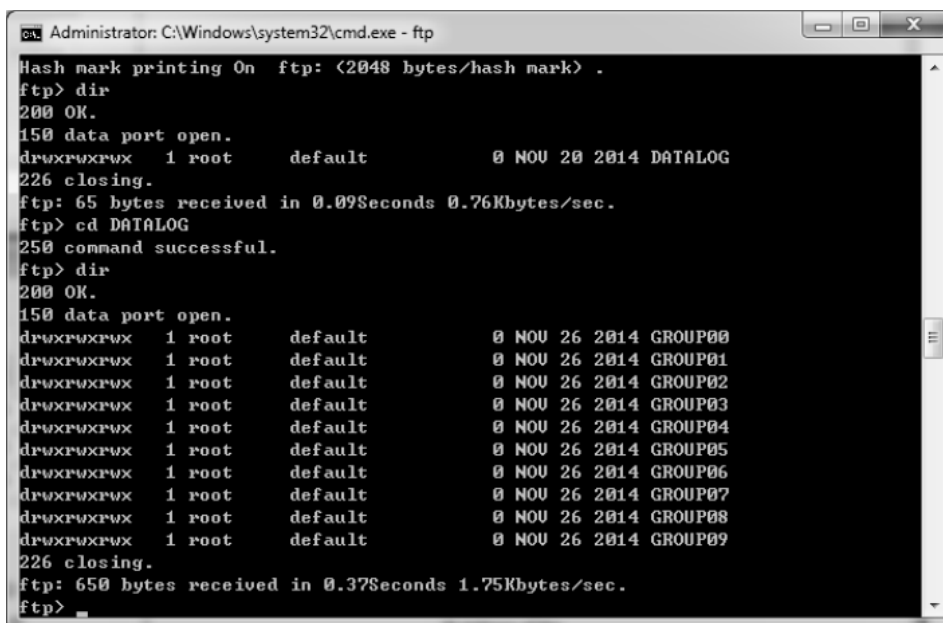 Administrator: C:\Windows\system32\cmd.exe - ftp
Hash mark printing On  ftp: (2048 bytes/hash mark) .
ftp> dir
200 OK.
150 data port open.
drwxrwxrwx   1 root     default              0 NOV 20 2014 DATALOG
226 closing.
ftp: 65 bytes received in 0.09Seconds 0.76Kbytes/sec.
ftp> cd DATALOG
250 command successful.
ftp> dir
200 OK.
150 data port open.
drwxrwxrwx   1 root     default              0 NOV 26 2014 GROUP00
drwxrwxrwx   1 root     default              0 NOV 26 2014 GROUP01
drwxrwxrwx   1 root     default              0 NOV 26 2014 GROUP02
drwxrwxrwx   1 root     default              0 NOV 26 2014 GROUP03
drwxrwxrwx   1 root     default              0 NOV 26 2014 GROUP04
drwxrwxrwx   1 root     default              0 NOV 26 2014 GROUP05
drwxrwxrwx   1 root     default              0 NOV 26 2014 GROUP06
drwxrwxrwx   1 root     default              0 NOV 26 2014 GROUP07
drwxrwxrwx   1 root     default              0 NOV 26 2014 GROUP08
drwxrwxrwx   1 root     default              0 NOV 26 2014 GROUP09
226 closing.
ftp: 650 bytes received in 0.37Seconds 1.75Kbytes/sec.
ftp> _